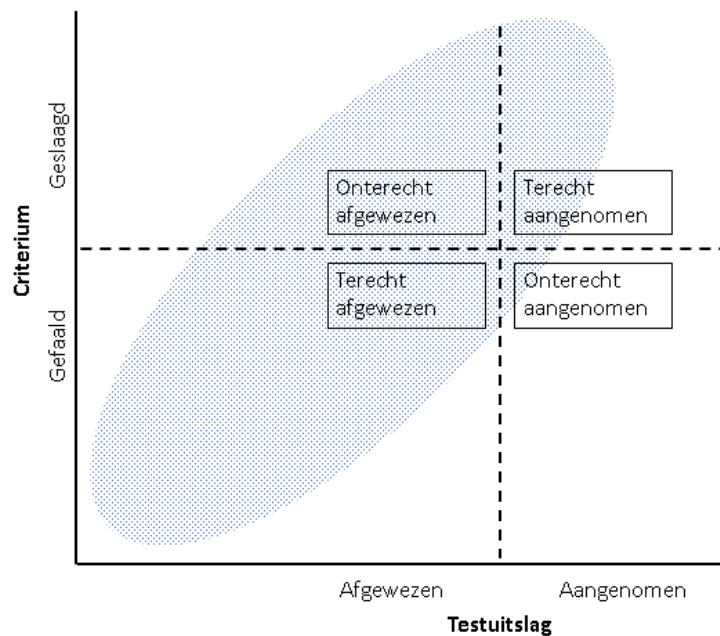 Geslaagd
Criterium
Gefaald
Onterecht
afgewezen
Terecht
aangenomen
Terecht
afgewezen
Onterecht
aangenomen
Afgewezen
Aangenomen
Testuitslag